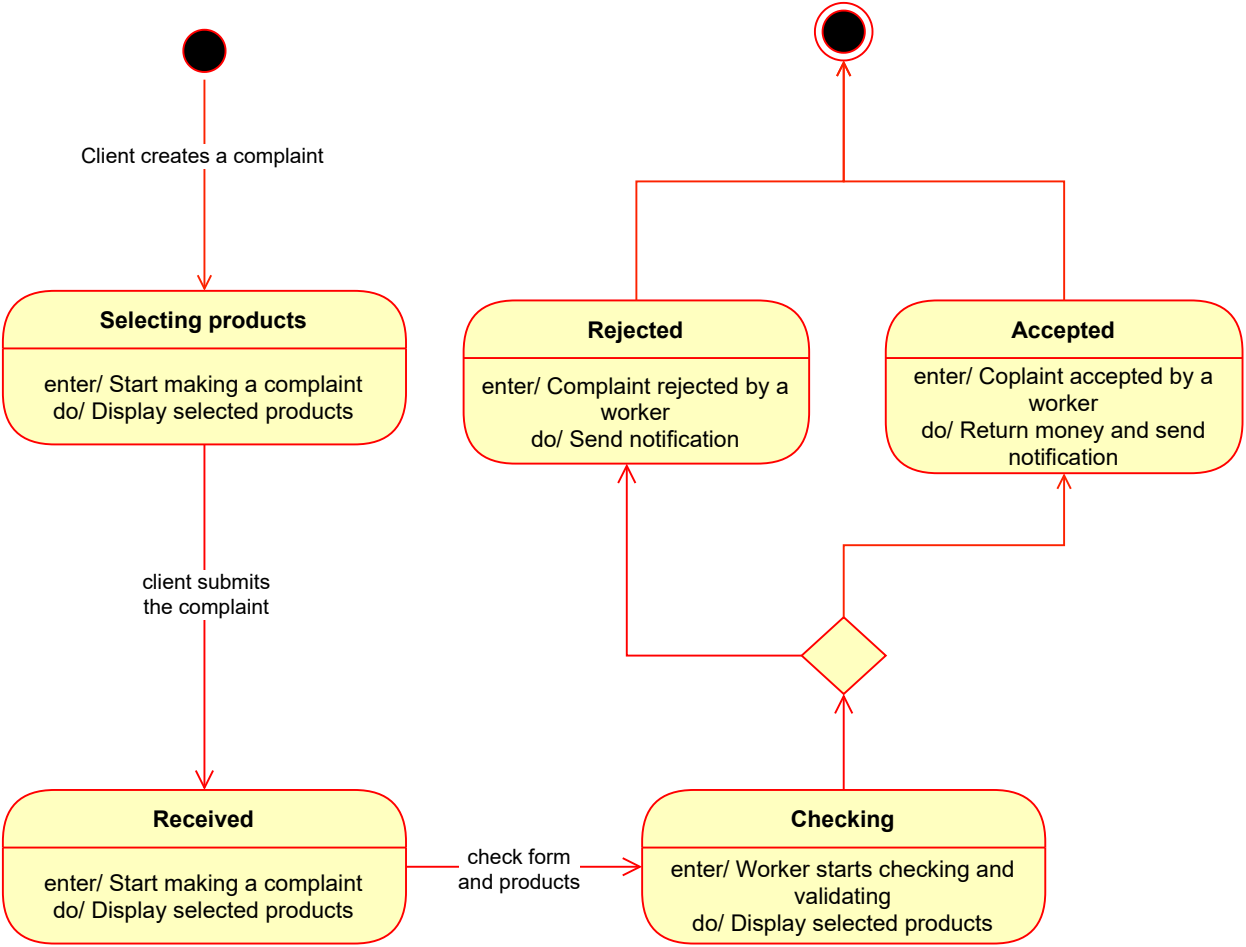 Client creates a complaint
Selecting products
enter/ Start making a complaint
do/ Display selected products
client submits
the complaint
Received
enter/ Start making a complaint
do/ Display selected products
check form
and products
Checking
enter/ Worker starts checking and
validating
do/ Display selected products
Rejected
enter/ Complaint rejected by a
worker
do/ Send notification
Accepted
enter/ Coplaint accepted by a
worker
do/ Return money and send
notification